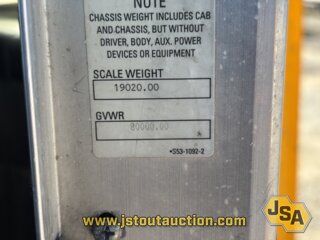 NOTE
CHASSIS WEIGHT INCLUDES CAB
AND CHASSIS, BUT WITHOUT
DRIVER, BODY, AUX. POWER
DEVICES OR EQUIPMENT
SCALE WEIGHT
19020.00
GVWR
80000.00
*S53-1092-2
JSA
www.jstoutauction.com